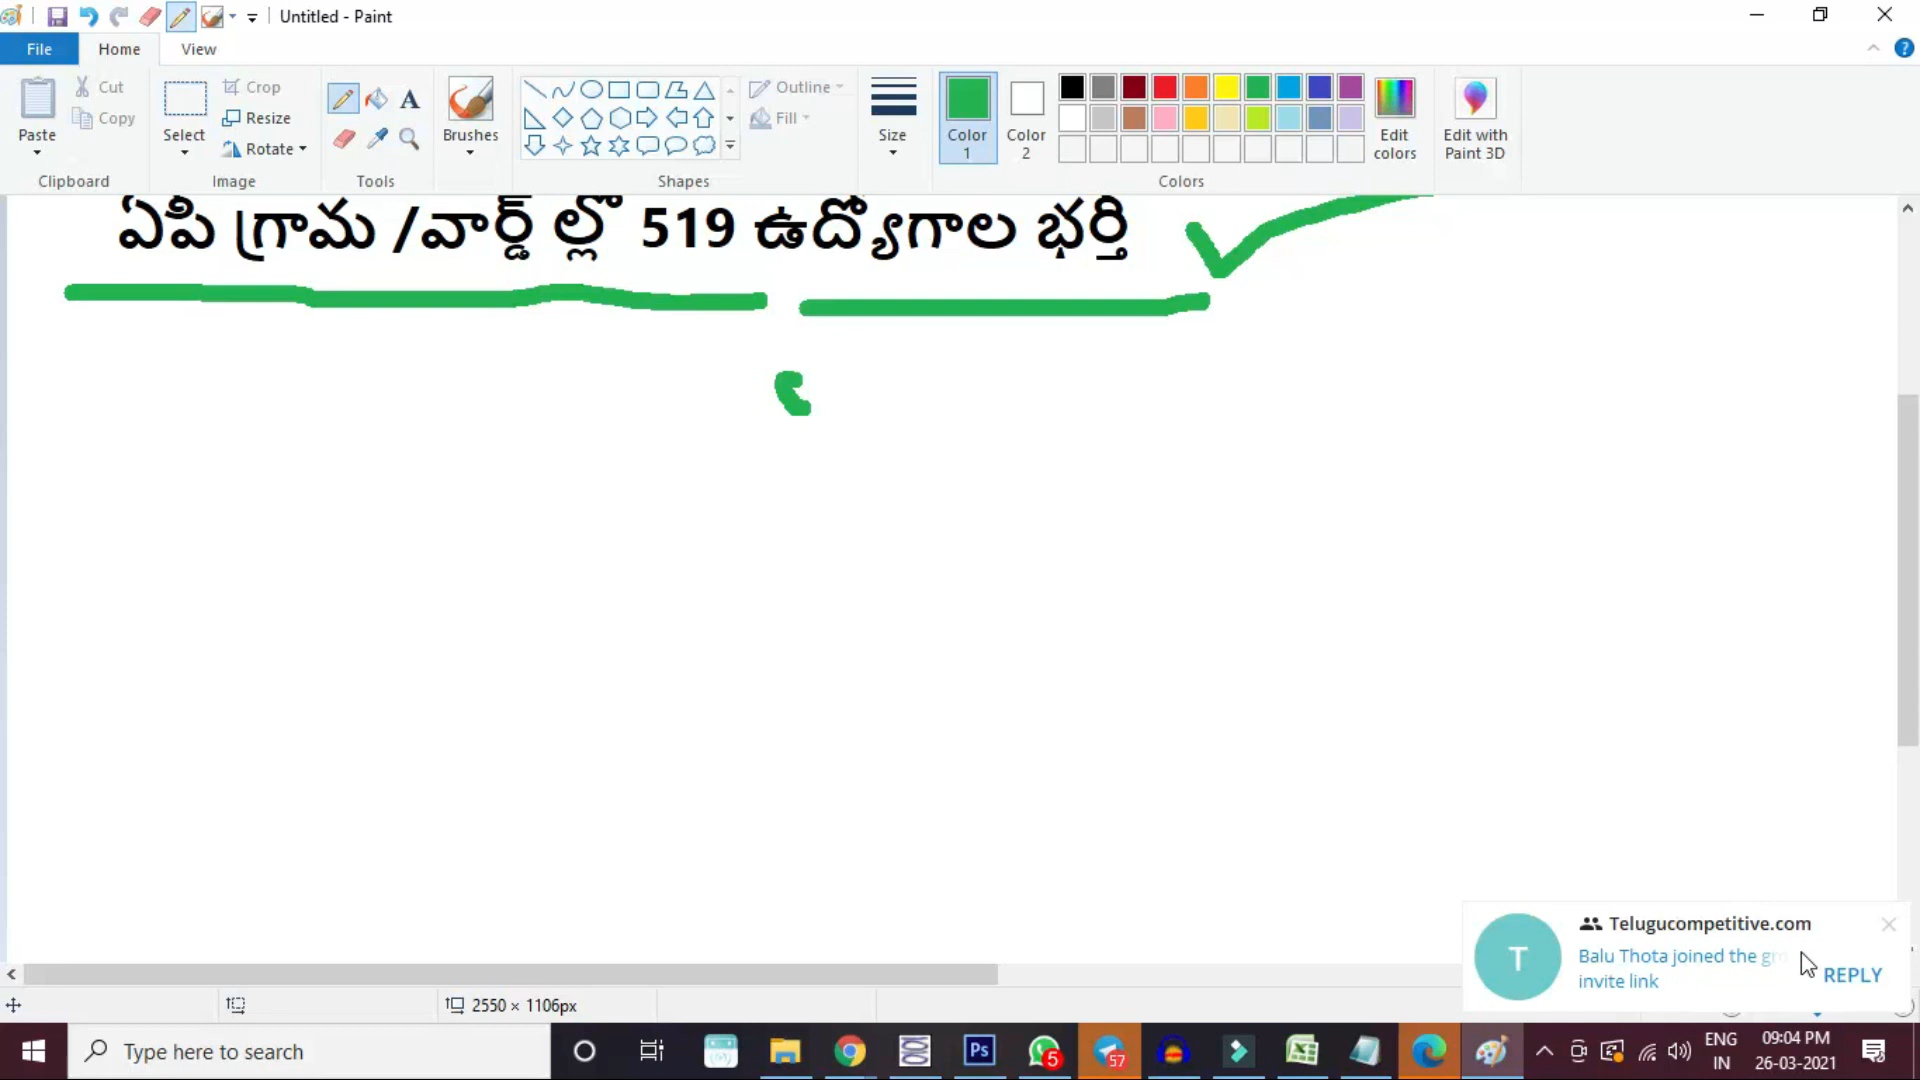 Untitled - Paint
File Home View
Paste
Cut
Copy
Clipboard
Select
Crop
Resize
Rotate
Image
A
Tools
Brushes
Outline
Fill
Shapes
Size
Color 1
Color 2
Edit colors
Edit with Paint 3D
Colors
ఏపి గ్రామ /వార్డ్ ల్లో 519 ఉద్యోగాల భర్తి
T
Telugucompetitive.com
Balu Thota joined the
invite link
REPLY
2550 × 1106px
Type here to search
Ps
5
57
ENG
IN
09:04 PM
26-03-2021